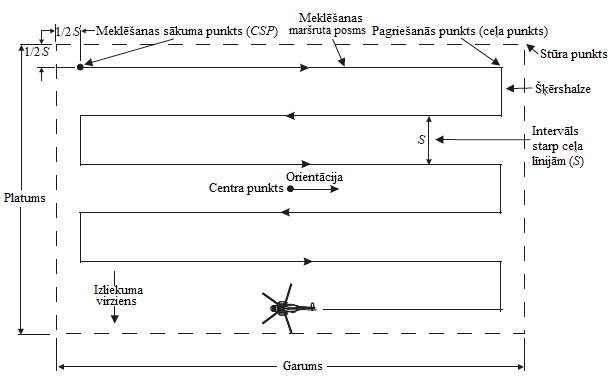 1/2 S
Meklēšanas sākuma punkts (CSP)
Meklēšanas
maršruta posms
Pagriešanās punkts (ceļa punkts)
1/2 S
Stūra punkts
Šķērshalze
S
Intervāls
starp ceļa
līnijām (S)
Orientācija
Centra punkts
Platums
Izliekuma
virziens
Garums